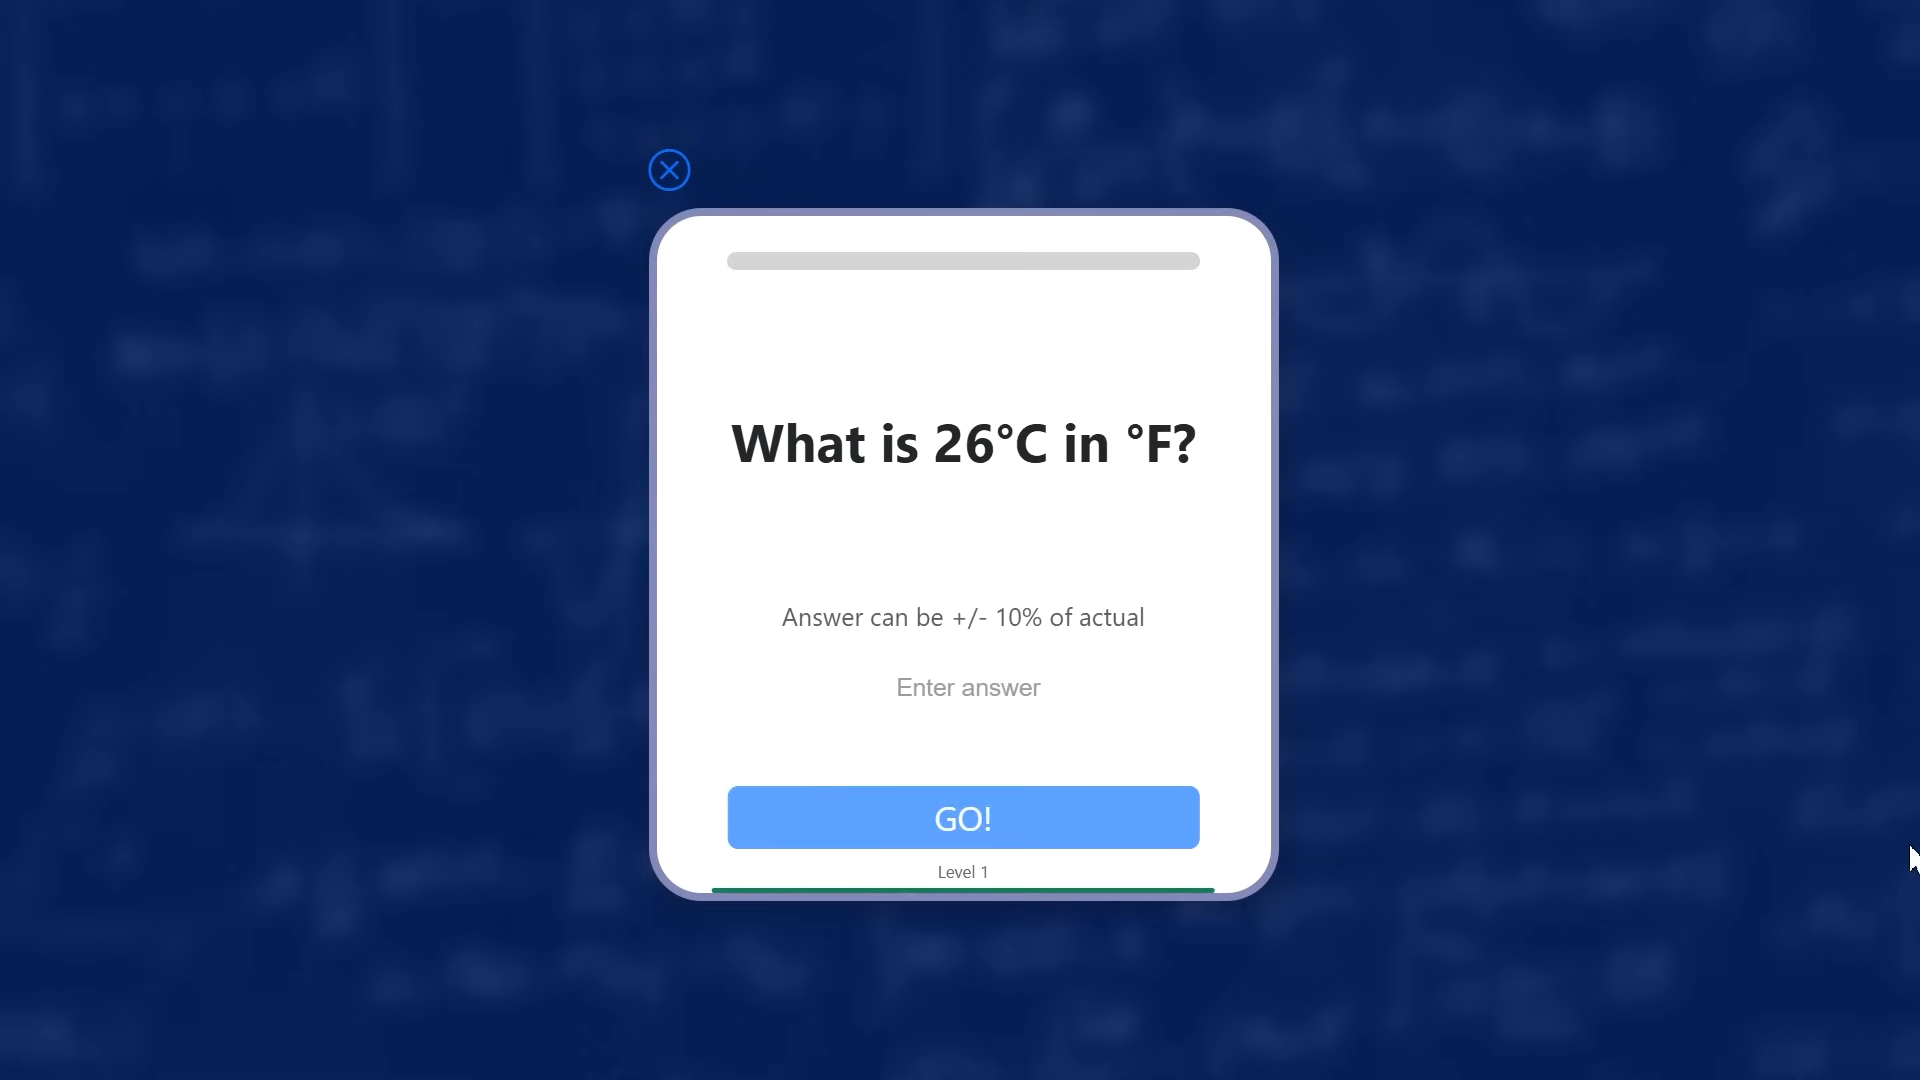 What is 26°C in °F?
Answer can be +/- 10% of actual
Enter answer
GO!
Level 1